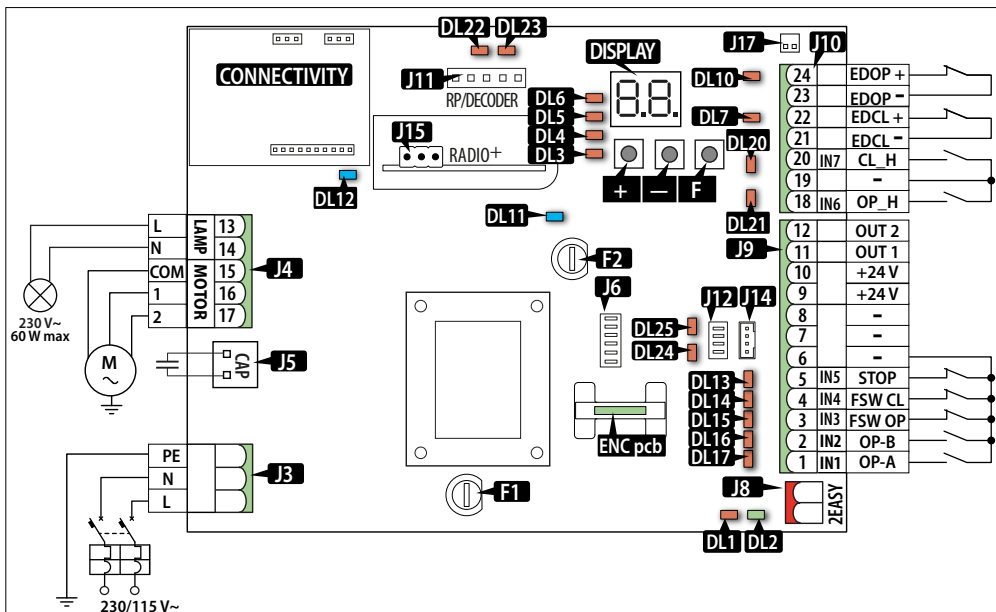 DL22 DL23
J17
J10
DISPLAY
CONNECTIVITY
J11
RP/DECODER
8.8.
DL10
DL6
DL5
DL4
DL3
DL7
J15
RADIO+
DL20
+ — F
DL12
DL21
DL11
24 EDOP +
23 EDOP -
22 EDCL +
21 EDCL -
20 IN7 CL_H
19 -
18 IN6 OP_H
L LAMP 13
N 14
COM MOTOR 15
1 16
2 17
J4
230 V~
60 W max
M
~
CAP
J5
F2
J6
J9
J12 J14
DL25
DL24
12 OUT 2
11 OUT 1
10 +24 V
9 +24 V
8 -
7 -
6 -
5 IN5 STOP
4 IN4 FSW CL
3 IN3 FSW OP
2 IN2 OP-B
1 IN1 OP-A
DL13
DL14
DL15
DL16
DL17
ENC pcb
PE
N
L
J3
F1
J8
2EASY
DL1 DL2
230/115 V~